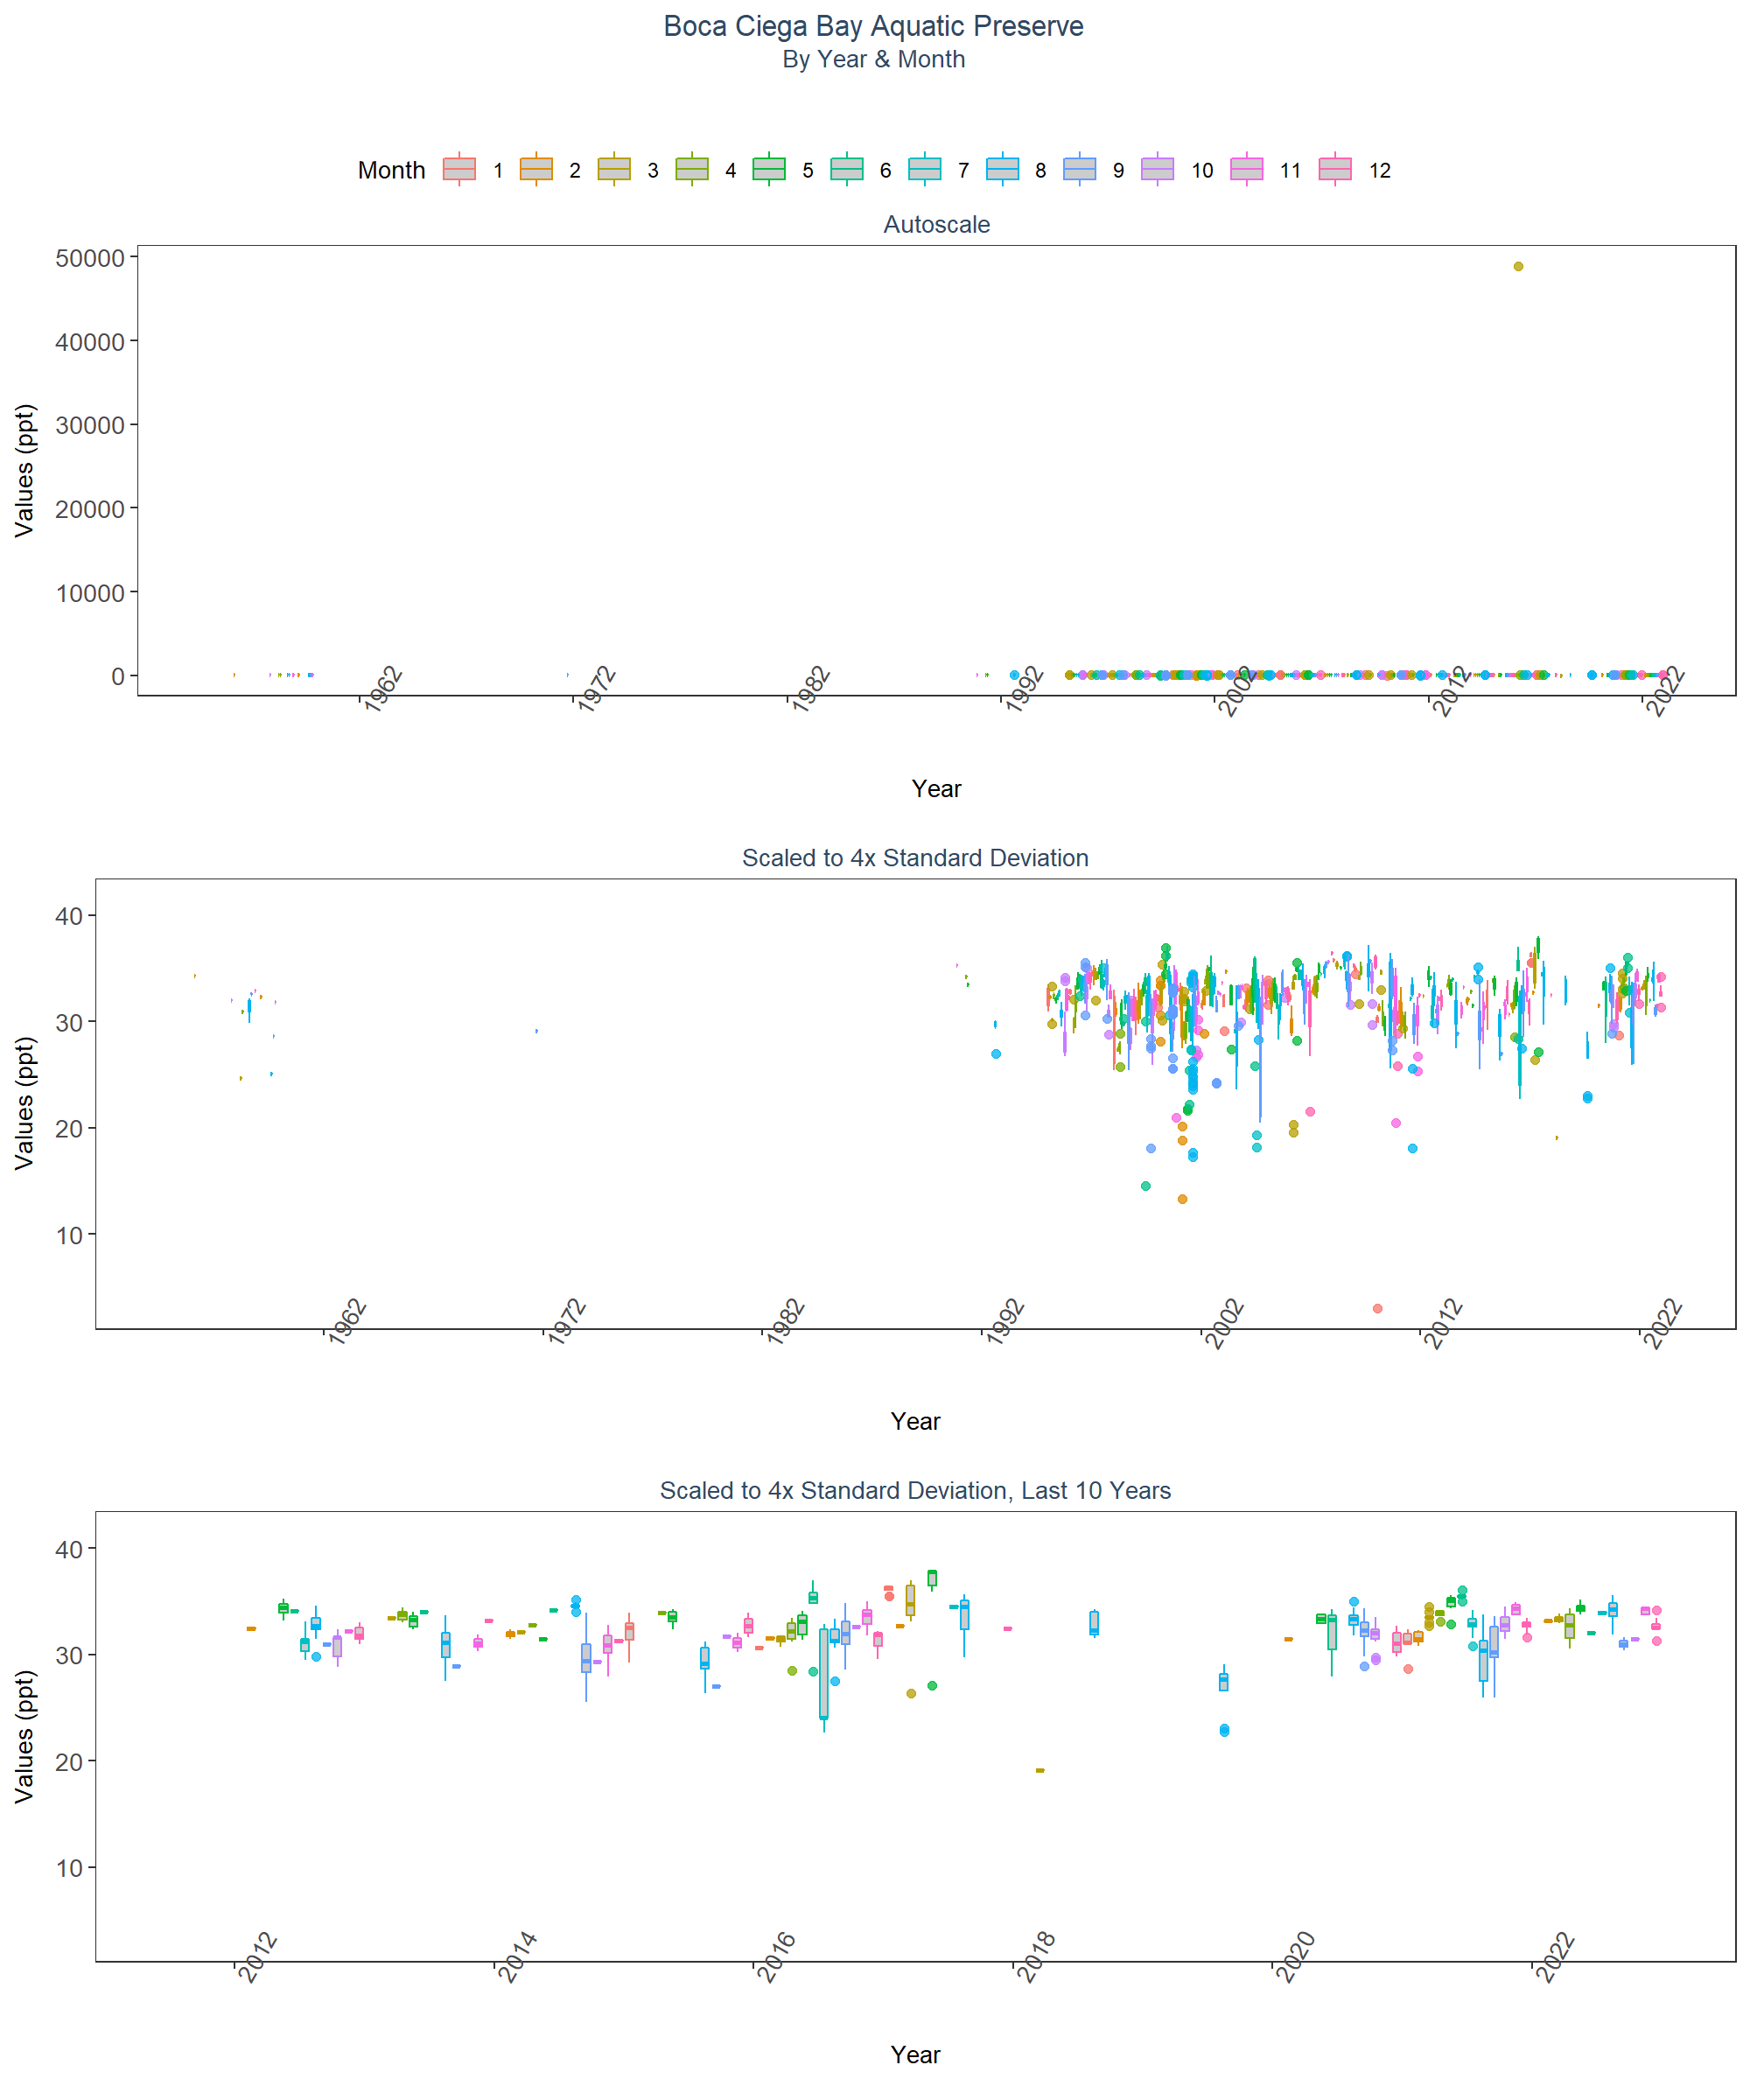 Boca Ciega Bay Aquatic Preserve
By Year & Month
Month 1 2 3 4 5 6 7 8 9 10 11 12
Autoscale
50000
40000
30000
20000
10000
0
Values (ppt)
1962 1972 1982 1992 2002 2012 2022
Year
Scaled to 4x Standard Deviation
40
30
20
10
Values (ppt)
1962 1972 1982 1992 2002 2012 2022
Year
Scaled to 4x Standard Deviation, Last 10 Years
40
30
20
10
Values (ppt)
2012 2014 2016 2018 2020 2022
Year